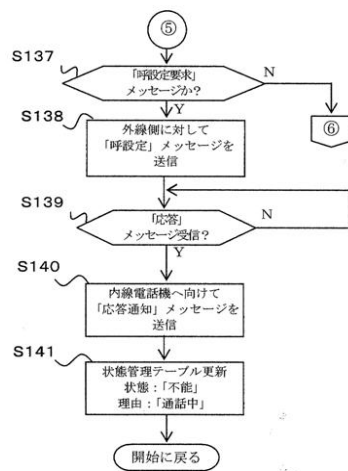 ⑤
S137
「呼設定要求」
メッセージか?
N
Y
⑥
S138
外線側に対して
「呼設定」メッセージを
送信
S139
「応答」
メッセージ受信?
N
Y
S140
内線電話機へ向けて
「応答通知」メッセージを
送信
S141
状態管理テーブル更新
状態:「不能」
理由:「通話中」
開始に戻る